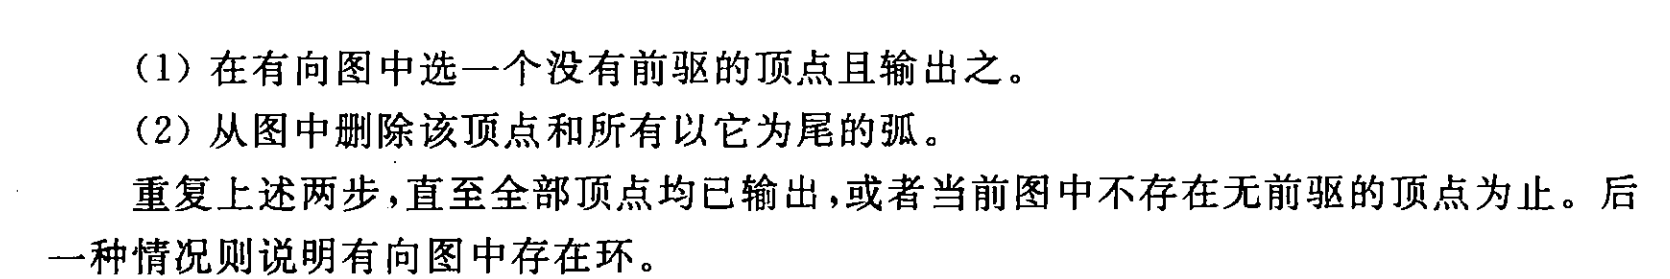 (1) 在有向图中选一个没有前驱的顶点且输出之。
(2) 从图中删除该顶点和所有以它为尾的弧。
重复上述两步,直至全部顶点均已输出,或者当前图中不存在无前驱的顶点为止。后
一种情况则说明有向图中存在环。